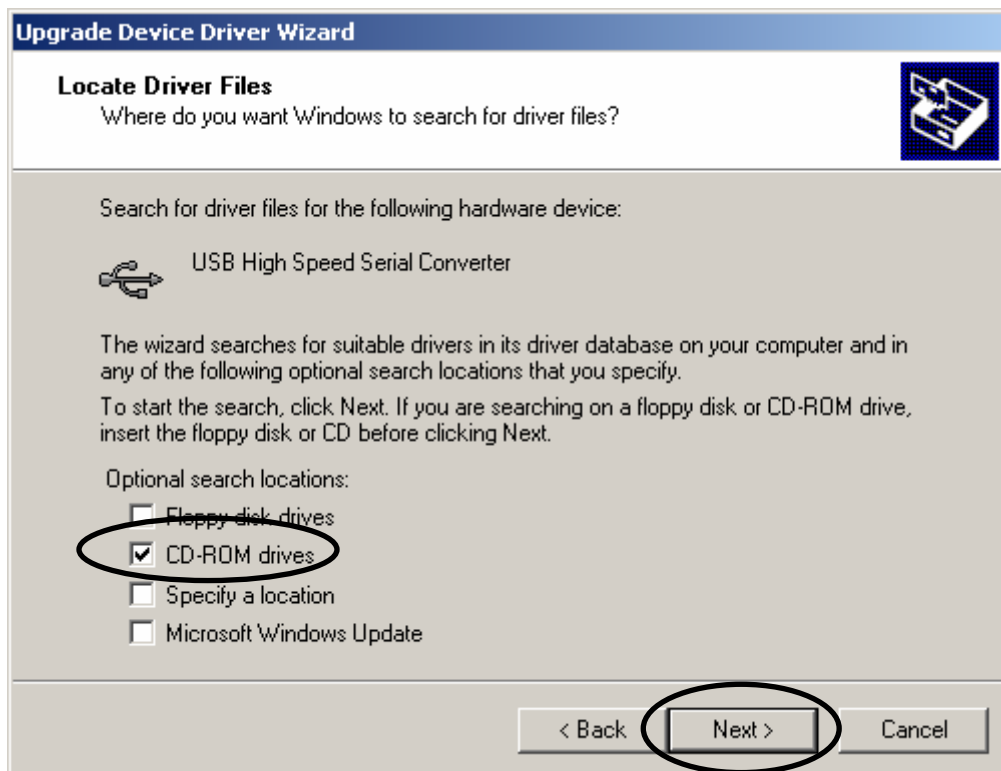 Upgrade Device Driver Wizard
Locate Driver Files
Where do you want Windows to search for driver files?
Search for driver files for the following hardware device:
USB High Speed Serial Converter
The wizard searches for suitable drivers in its driver database on your computer and in
any of the following optional search locations that you specify.
To start the search, click Next. If you are searching on a floppy disk or CD-ROM drive,
insert the floppy disk or CD before clicking Next.
Optional search locations:
Floppy disk drives
CD-ROM drives
Specify a location
Microsoft Windows Update
< Back Next > Cancel